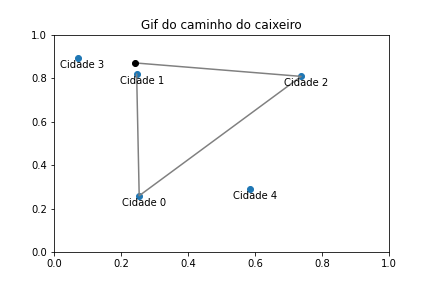 Gif do caminho do caixeiro
1.0
Cidade 3
0.8
Cidade 1
Cidade 2
0.6
0.4
Cidade 4
0.2
Cidade 0
0.0
0.0 0.2 0.4 0.6 0.8 1.0